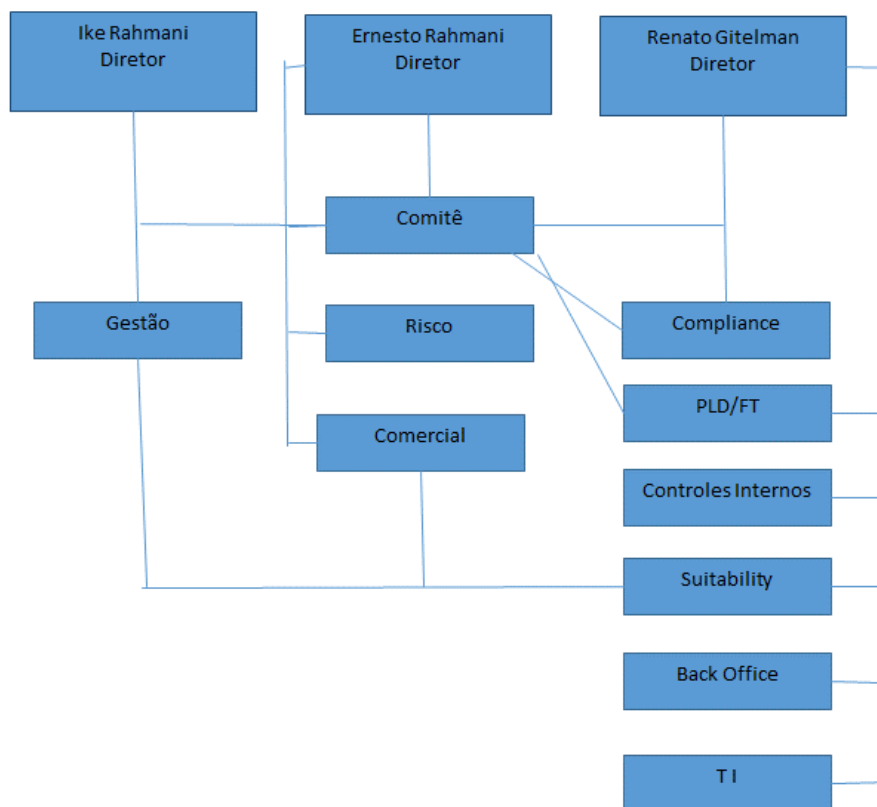 Ike Rahmani
Diretor
Ernesto Rahmani
Diretor
Renato Gitelman
Diretor
Comitê
Gestão
Risco
Compliance
PLD/FT
Comercial
Controles Internos
Suitability
Back Office
T I